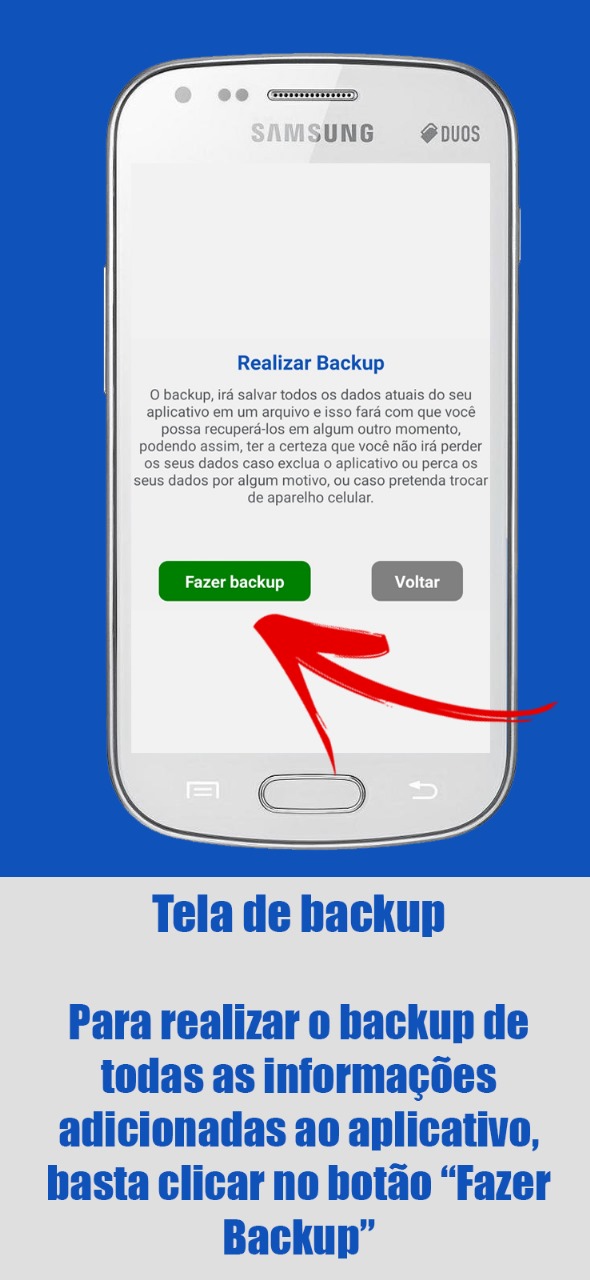 SAMSUNG DUOS
Realizar Backup
O backup, irá salvar todos os dados atuais do seu
aplicativo em um arquivo e isso fará com que você
possa recuperá-los em algum outro momento,
podendo assim, ter a certeza que você não irá perder
os seus dados caso exclua o aplicativo ou perca os
seus dados por algum motivo, ou caso pretenda trocar
de aparelho celular.
Fazer backup Voltar
Tela de backup
Para realizar o backup de
todas as informações
adicionadas ao aplicativo,
basta clicar no botão “Fazer
Backup”